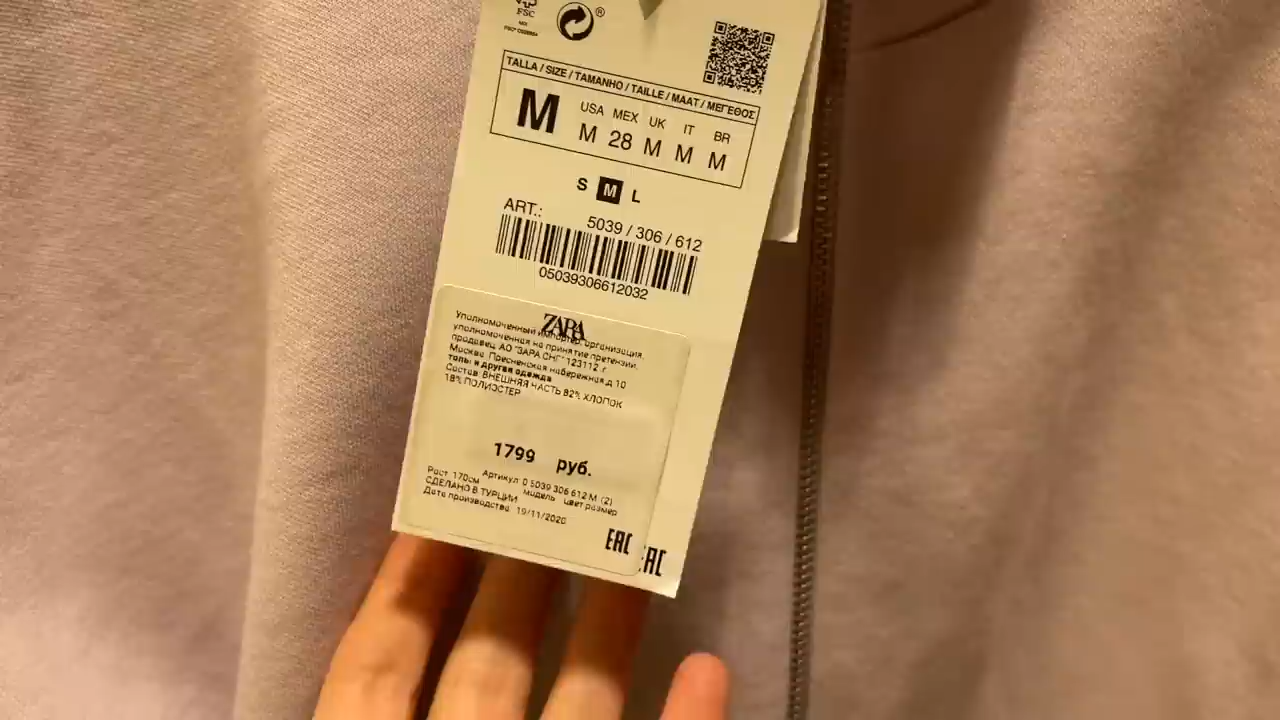 FSC
®
TALLA / SIZE / TAMANHO / TAILLE / MAAT / ΜΕΓΕΘΟΣ
M
USA MEX UK IT BR
M 28 M M M
S M L
ART.: 5039 / 306 / 612
05039306612032
ZARA
Уполномоченный импортер, организация,
уполномоченная на принятие претензии,
продавец: АО "ЗАРА СНГ" 123112 г.
Москва, Пресненская набережная д 10
топы и другая одежда
Состав: ВНЕШНЯЯ ЧАСТЬ 82% ХЛОПОК
18% ПОЛИЭСТЕР
1799 руб.
Рост: 170см Артикул: 0 5039 306 612 M (2)
модель цвет размер
СДЕЛАНО В ТУРЦИИ
Дата производства: 19/11/2020
EAC EAC